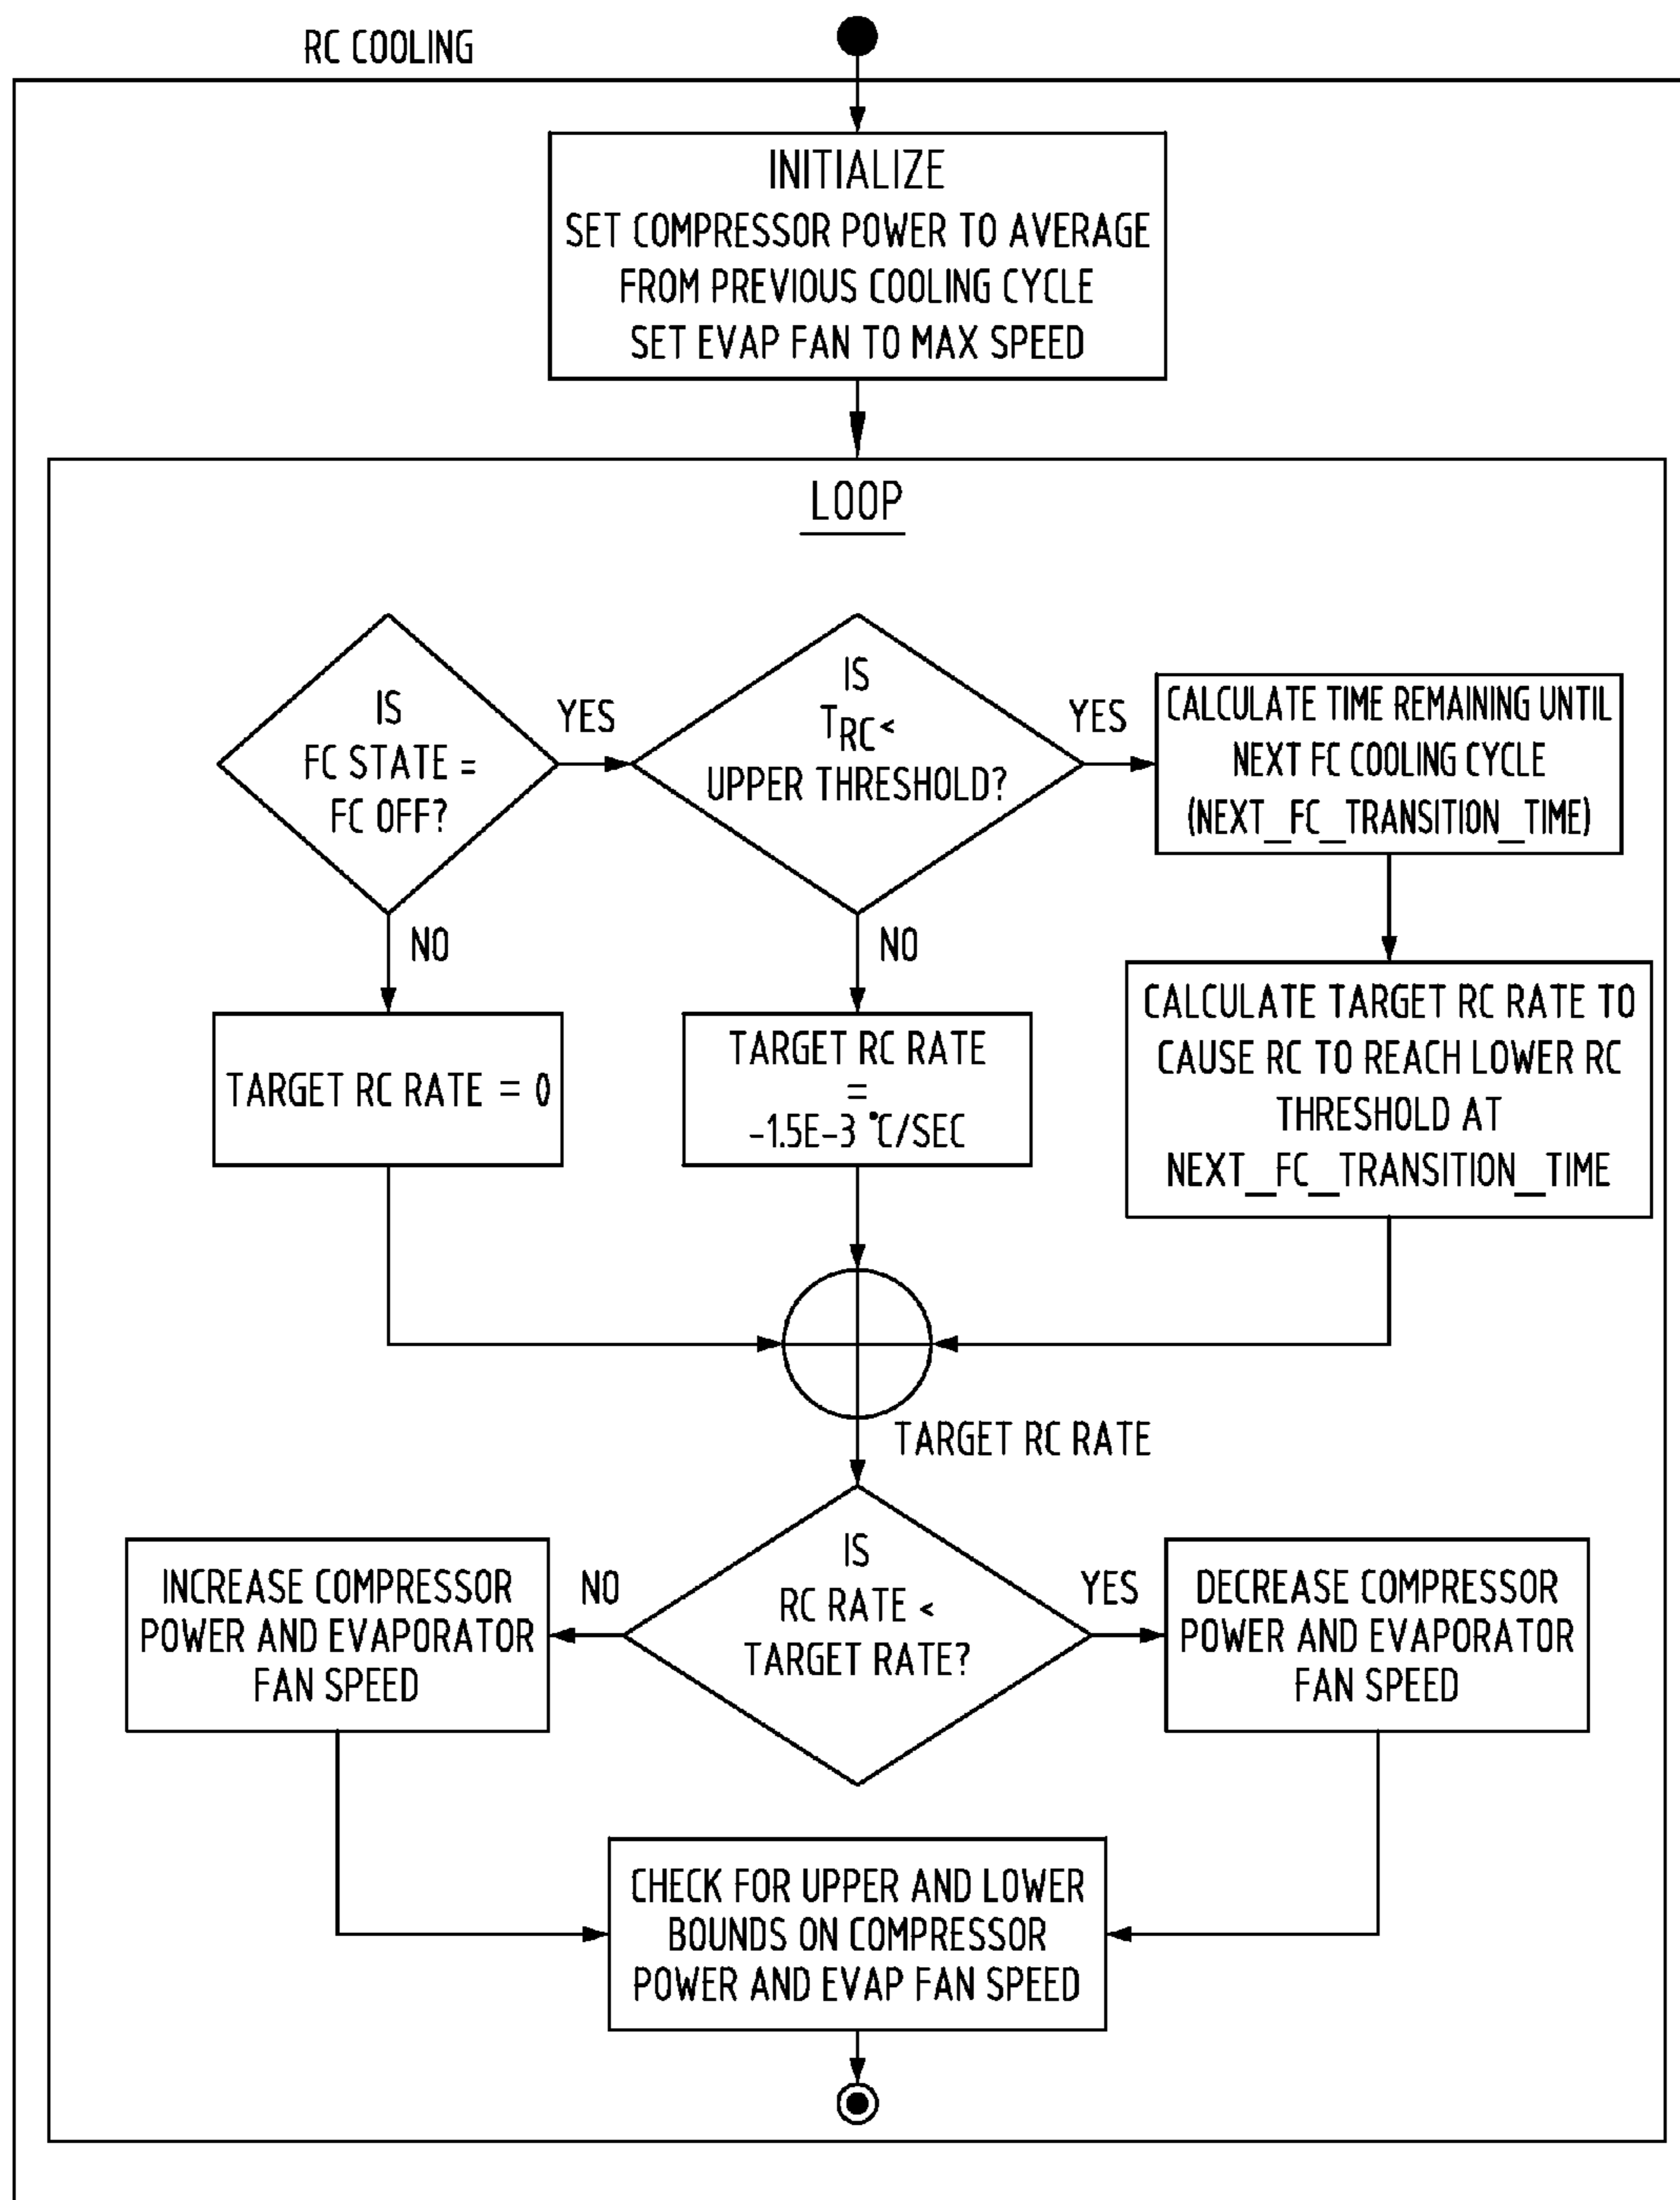 RC COOLING
INITIALIZE
SET COMPRESSOR POWER TO AVERAGE
FROM PREVIOUS COOLING CYCLE
SET EVAP FAN TO MAX SPEED
LOOP
IS
FC STATE =
FC OFF?
YES
NO
IS
TRC<
UPPER THRESHOLD?
YES
NO
CALCULATE TIME REMAINING UNTIL
NEXT FC COOLING CYCLE
(NEXT_FC_TRANSITION_TIME)
TARGET RC RATE = 0
TARGET RC RATE
=
-1.5E-3 °C/SEC
CALCULATE TARGET RC RATE TO
CAUSE RC TO REACH LOWER RC
THRESHOLD AT
NEXT_FC_TRANSITION_TIME
TARGET RC RATE
INCREASE COMPRESSOR
POWER AND EVAPORATOR
FAN SPEED
NO
IS
RC RATE <
TARGET RATE?
YES
DECREASE COMPRESSOR
POWER AND EVAPORATOR
FAN SPEED
CHECK FOR UPPER AND LOWER
BOUNDS ON COMPRESSOR
POWER AND EVAP FAN SPEED